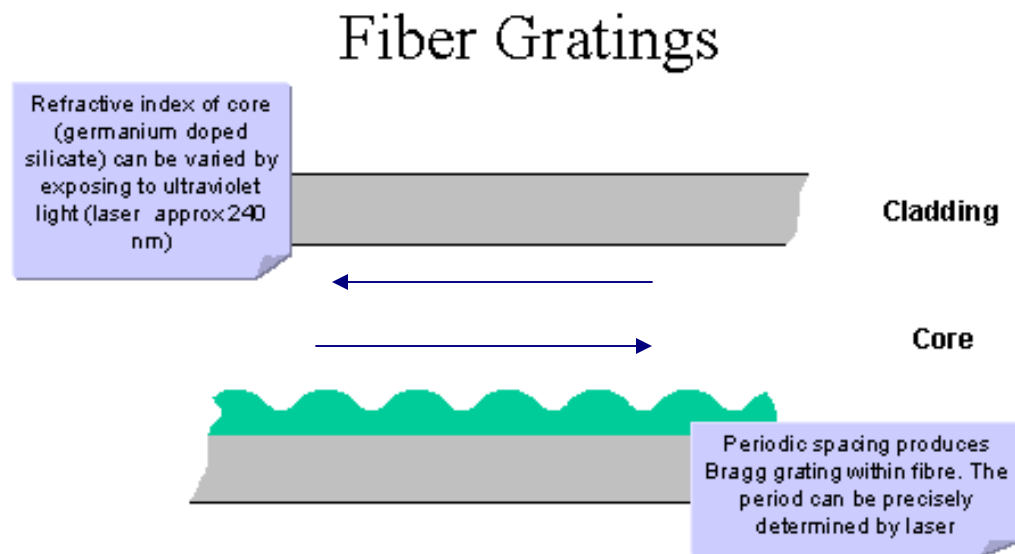 Fiber Gratings
Refractive index of core
(germanium doped
silicate) can be varied by
exposing to ultraviolet
light (laser approx 240
nm)
Cladding
Core
Periodic spacing produces
Bragg grating within fibre. The
period can be precisely
determined by laser